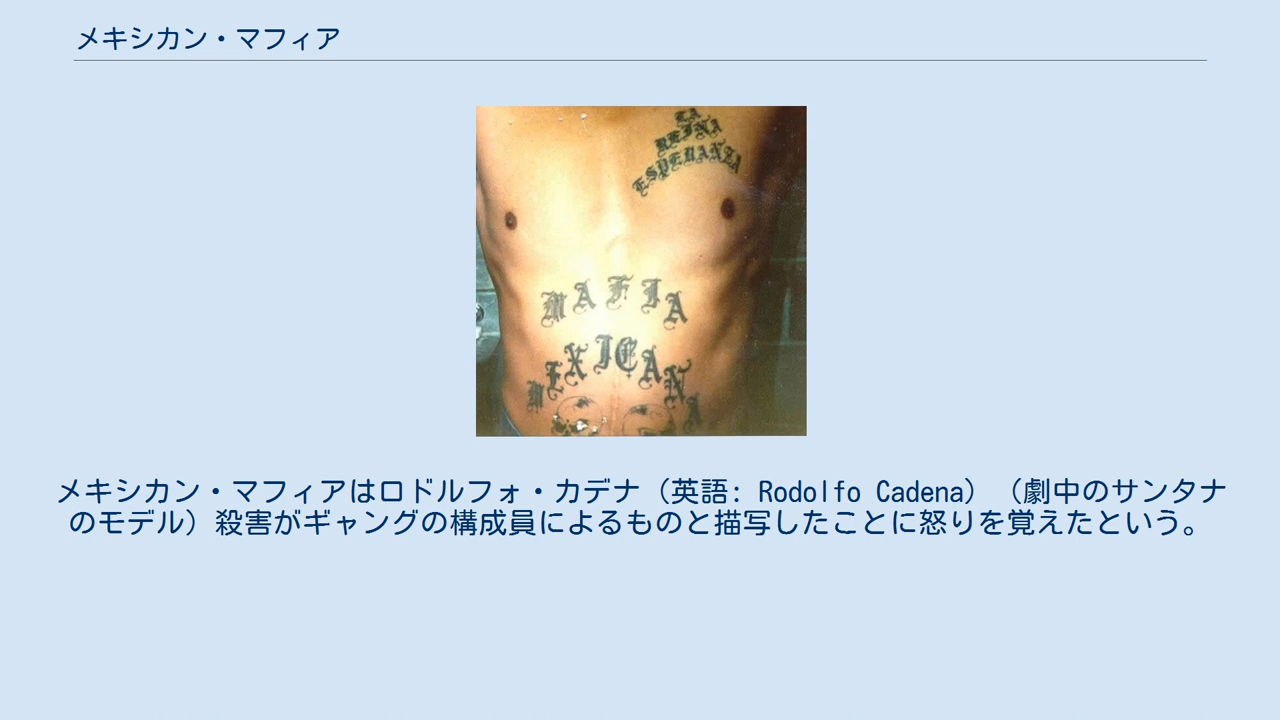 メキシカン・マフィア
LA
REINA
ESPERANZA
MAFIA
MEXICANA
メキシカン・マフィアはロドルフォ・カデナ（英語: Rodolfo Cadena）（劇中のサンタナ
のモデル）殺害がギャングの構成員によるものと描写したことに怒りを覚えたという。